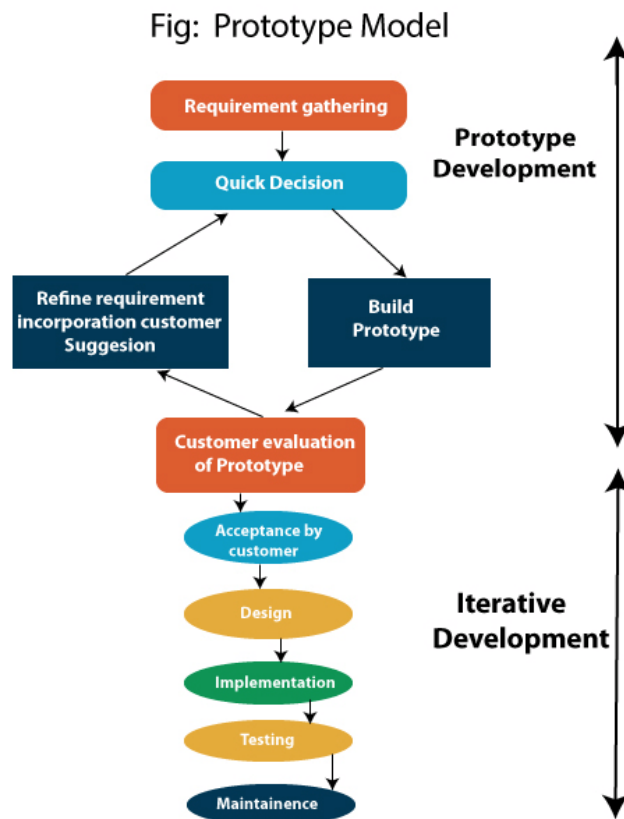 Fig: Prototype Model
Requirement gathering
Prototype
Development
Quick Decision
Refine requirement
incorporation customer
Suggesion
Build
Prototype
Customer evaluation
of Prototype
Acceptance by
customer
Design
Iterative
Development
Implementation
Testing
Maintainence